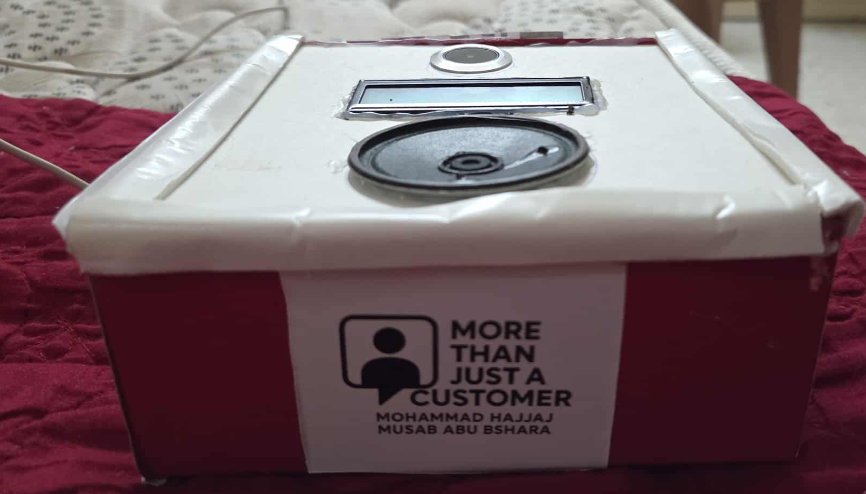 MORE
THAN
JUST A
CUSTOMER
MOHAMMAD HAJJAJ
MUSAB ABU BSHARA